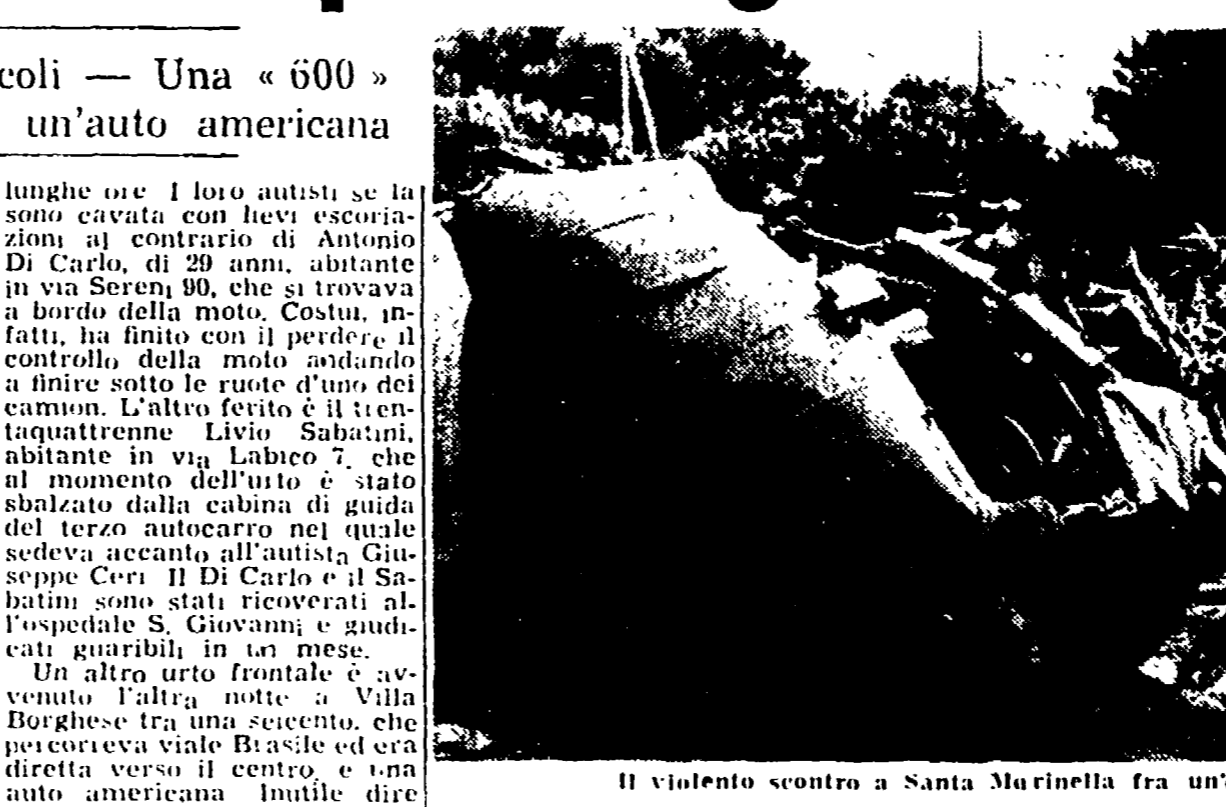 coli — Una « 600 »
un'auto americana
lunghe ore I loro autisti se la
sono cavata con lievi escoria-
zioni al contrario di Antonio
Di Carlo, di 29 anni, abitante
in via Sereni 90, che si trovava
a bordo della moto. Costui, in-
fatti, ha finito con il perdere il
controllo della moto andando
a finire sotto le ruote d'uno dei
camion. L'altro ferito è il tren-
taquattrenne Livio Sabatini,
abitante in via Labico 7, che
al momento dell'urto è stato
sbalzato dalla cabina di guida
del terzo autocarro nel quale
sedeva accanto all'autista Giu-
seppe Ceri Il Di Carlo e il Sa-
batini sono stati ricoverati al-
l'ospedale S. Giovanni e giudi-
cati guaribili in un mese.
Un altro urto frontale è av-
venuto l'altra notte a Villa
Borghese tra una seicento, che
percorreva viale Brasile ed era
diretta verso il centro, e una
auto americana Inutile dire
Il violento scontro a Santa Marinella fra un'